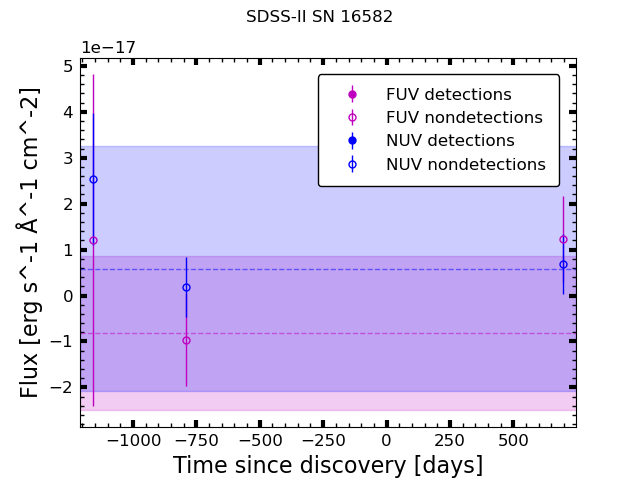 SDSS-II SN 16582
1e−17
5
4
3
2
1
0
−1
−2
Flux [erg s^-1 Å^-1 cm^-2]
FUV detections
FUV nondetections
NUV detections
NUV nondetections
−1000 −750 −500 −250 0 250 500
Time since discovery [days]